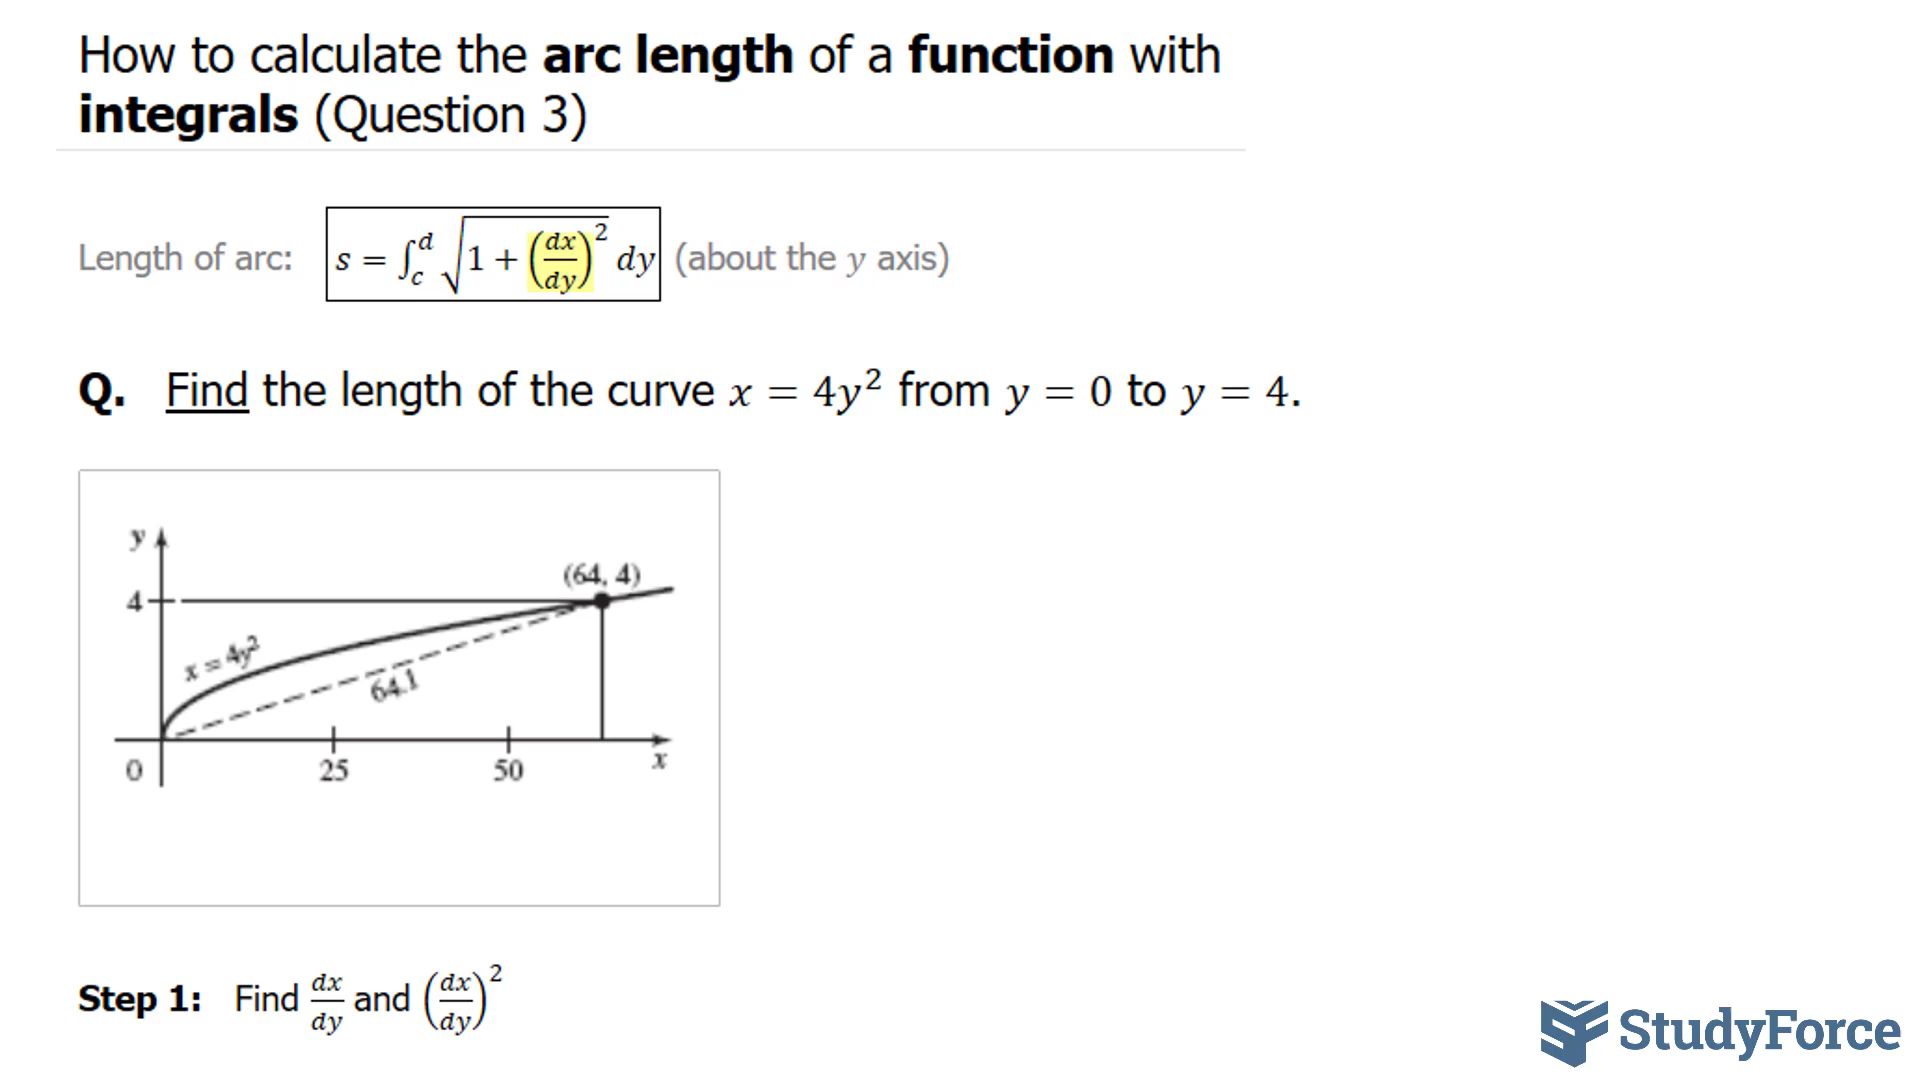 How to calculate the arc length of a function with
integrals (Question 3)
Length of arc: s = ∫_c^d √(1 + (dx/dy)²) dy (about the y axis)
Q. Find the length of the curve x = 4y² from y = 0 to y = 4.
y
(64, 4)
4
x = 4y²
64.1
0 25 50 x
Step 1: Find dx/dy and (dx/dy)²
StudyForce